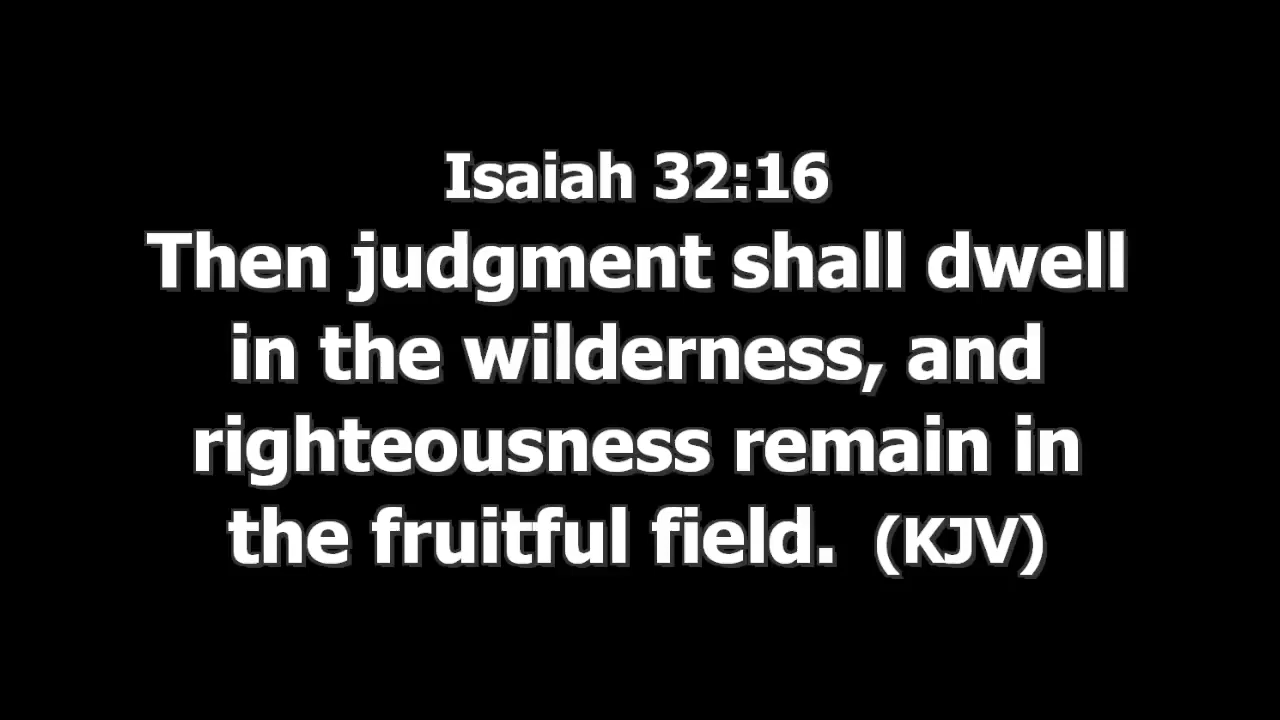 Isaiah 32:16
Then judgment shall dwell
in the wilderness, and
righteousness remain in
the fruitful field. (KJV)